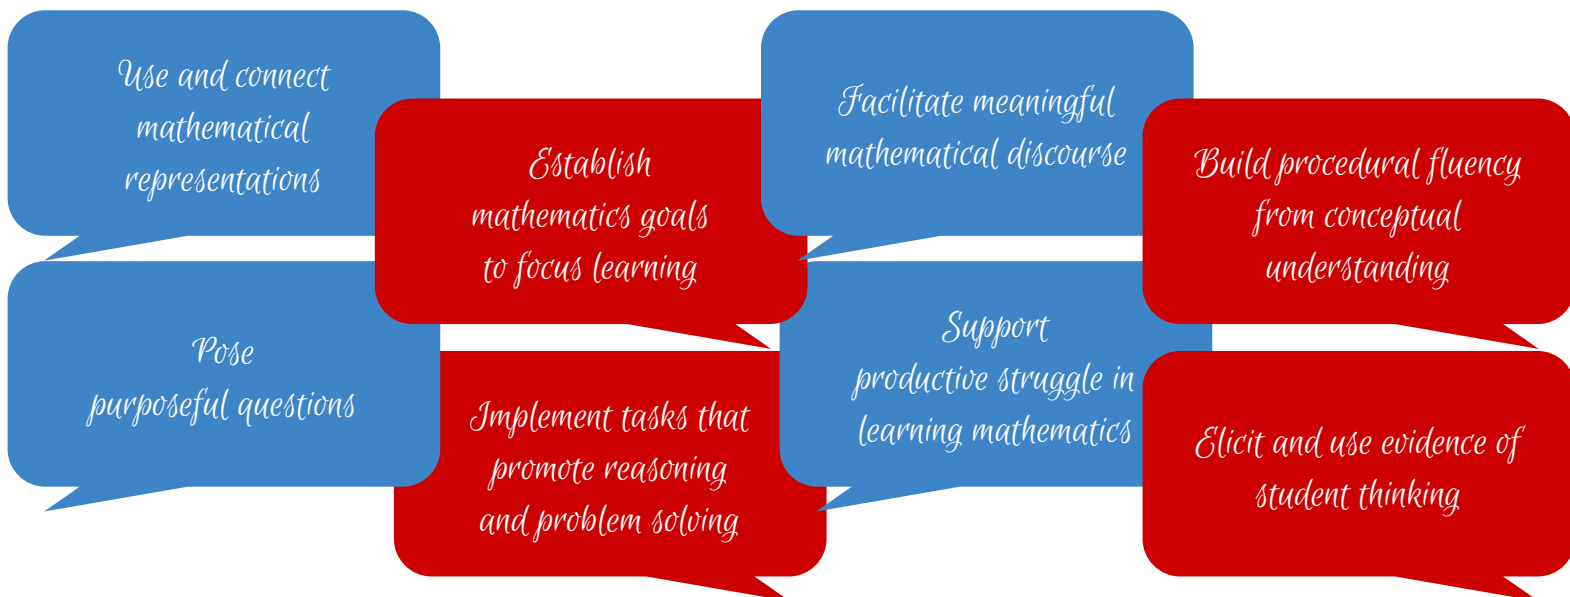 Use and connect
mathematical
representations
Establish
mathematics goals
to focus learning
Facilitate meaningful
mathematical discourse
Build procedural fluency
from conceptual
understanding
Pose
purposeful questions
Implement tasks that
promote reasoning
and problem solving
Support
productive struggle in
learning mathematics
Elicit and use evidence of
student thinking